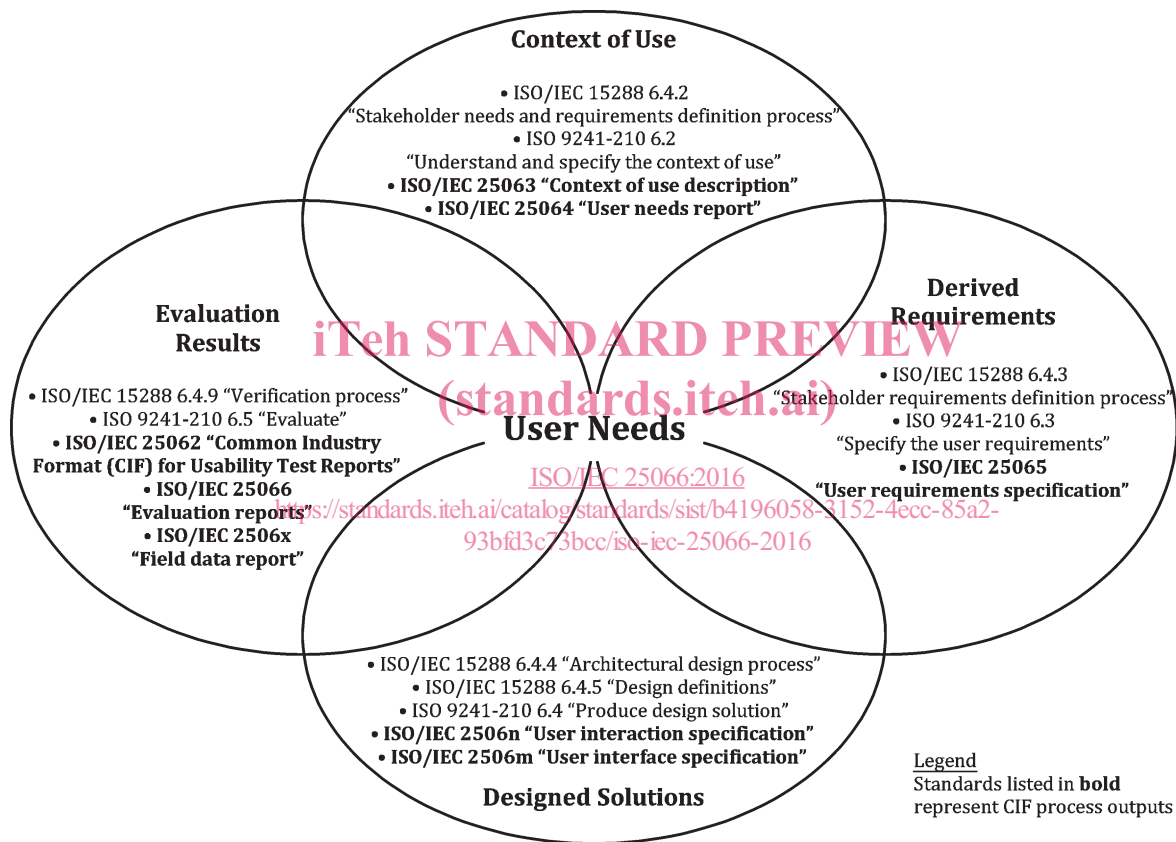 Context of Use
• ISO/IEC 15288 6.4.2
“Stakeholder needs and requirements definition process”
• ISO 9241-210 6.2
“Understand and specify the context of use”
• ISO/IEC 25063 “Context of use description”
• ISO/IEC 25064 “User needs report”
Evaluation
Results
• ISO/IEC 15288 6.4.9 “Verification process”
• ISO 9241-210 6.5 “Evaluate”
• ISO/IEC 25062 “Common Industry
Format (CIF) for Usability Test Reports”
• ISO/IEC 25066
“Evaluation reports”
• ISO/IEC 2506x
“Field data report”
Derived
Requirements
• ISO/IEC 15288 6.4.3
“Stakeholder requirements definition process”
• ISO 9241-210 6.3
“Specify the user requirements”
• ISO/IEC 25065
“User requirements specification”
iTeh STANDARD PREVIEW
(standards.iteh.ai)
User Needs
ISO/IEC 25066:2016
https://standards.iteh.ai/catalog/standards/sist/b4196058-3152-4ecc-85a2-
93bfd3c73bcc/iso-iec-25066-2016
• ISO/IEC 15288 6.4.4 “Architectural design process”
• ISO/IEC 15288 6.4.5 “Design definitions”
• ISO 9241-210 6.4 “Produce design solution”
• ISO/IEC 2506n “User interaction specification”
• ISO/IEC 2506m “User interface specification”
Designed Solutions
Legend
Standards listed in bold
represent CIF process outputs